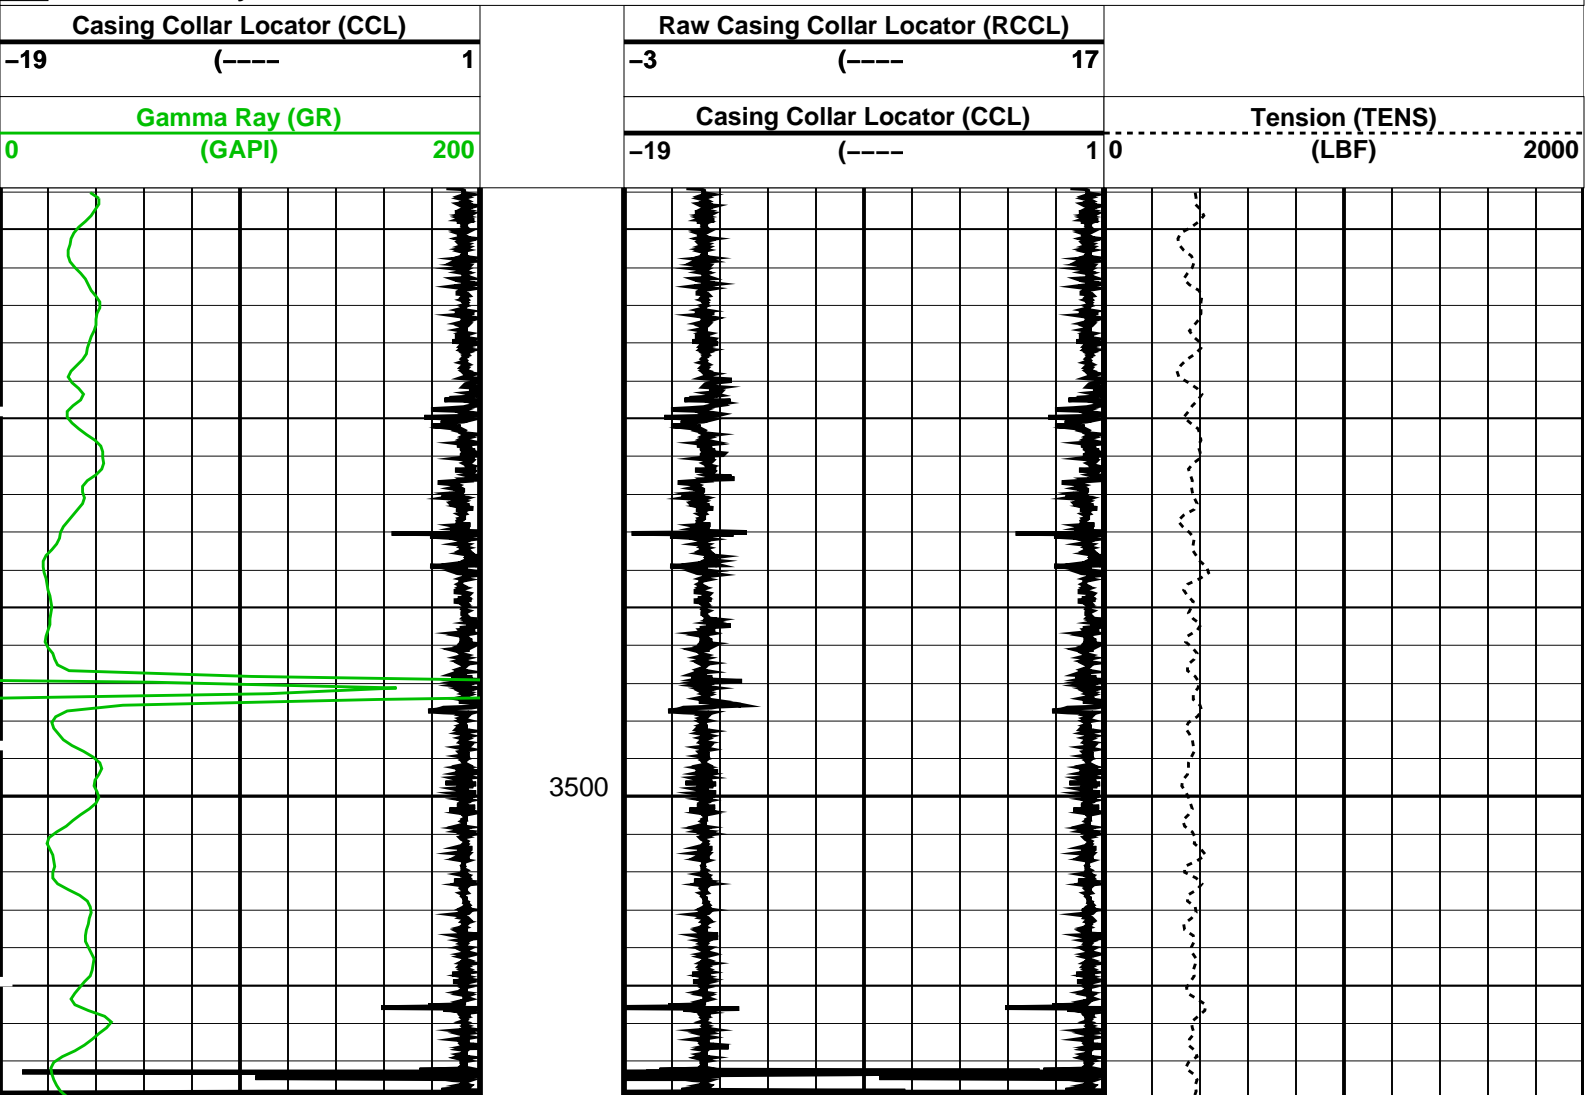 Casing Collar Locator (CCL)
−19 (−−−− 1
Raw Casing Collar Locator (RCCL)
−3 (−−−− 17
Gamma Ray (GR)
0 (GAPI) 200
Casing Collar Locator (CCL)
−19 (−−−− 1
Tension (TENS)
0 (LBF) 2000
3500